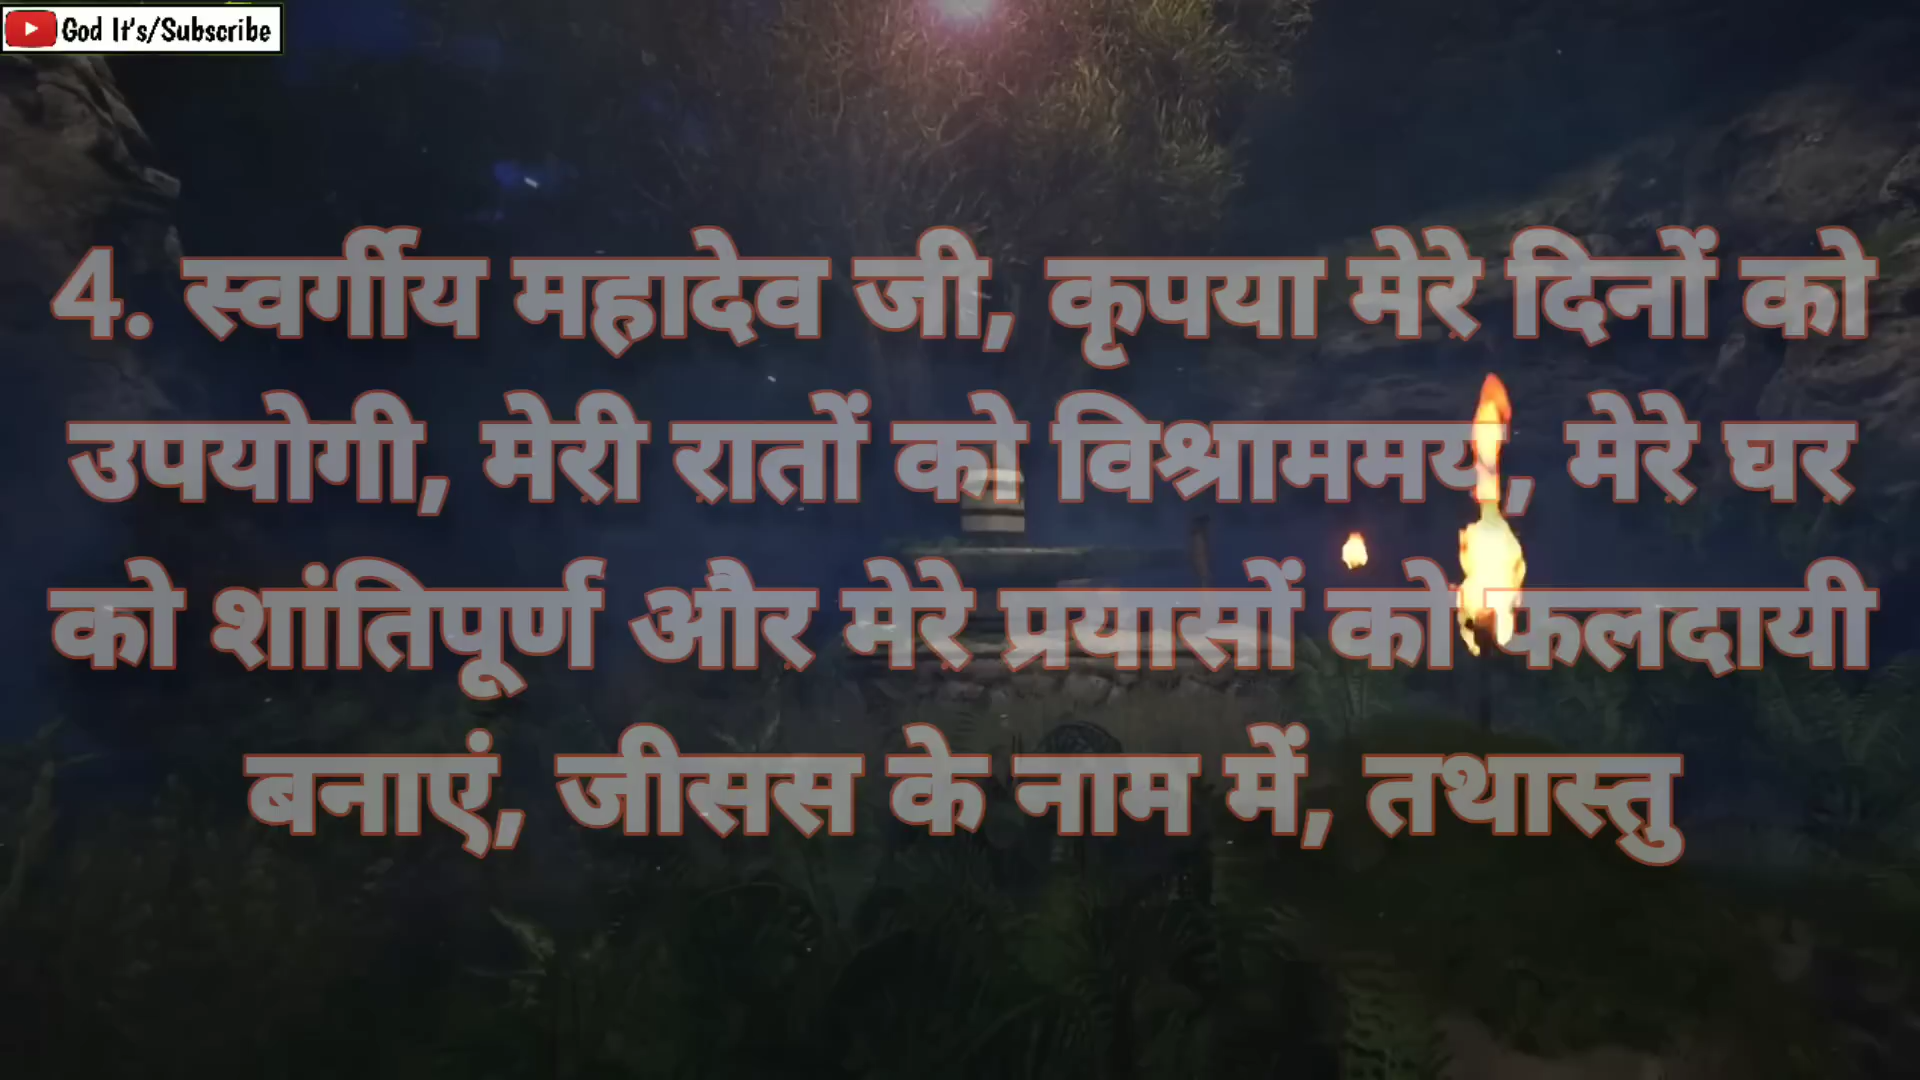 God It's/Subscribe
4. स्वर्गीय महादेव जी, कृपया मेरे दिनों को
उपयोगी, मेरी रातों को विश्राममय, मेरे घर
को शांतिपूर्ण और मेरे प्रयासों को फलदायी
बनाएं, जीसस के नाम में, तथास्तु